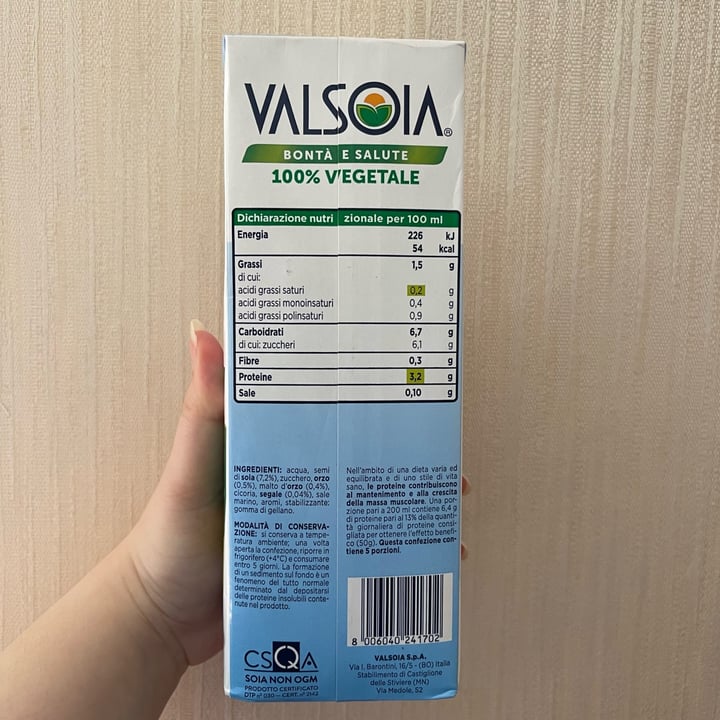 VALSOIA®
BONTÀ E SALUTE
100% VEGETALE
Dichiarazione nutrizionale per 100 ml
Energia 226 kJ
54 kcal
Grassi 1,5 g
di cui:
acidi grassi saturi 0,2 g
acidi grassi monoinsaturi 0,4 g
acidi grassi polinsaturi 0,9 g
Carboidrati 6,7 g
di cui: zuccheri 6,1 g
Fibre 0,3 g
Proteine 3,2 g
Sale 0,10 g
INGREDIENTI: acqua, semi
di soia (7,2%), zucchero, orzo
(0,5%), malto d'orzo (0,4%),
cicoria, segale (0,04%), sale
marino, aromi, stabilizzante:
gomma di gellano.
MODALITÀ DI CONSERVA-
ZIONE: si conserva a tempe-
ratura ambiente; una volta
aperta la confezione, riporre in
frigorifero (+4°C) e consumare
entro 5 giorni. La formazione
di un sedimento sul fondo è un
fenomeno del tutto normale
determinato dal depositarsi
delle proteine insolubili conte-
nute nel prodotto.
Nell'ambito di una dieta varia ed
equilibrata e di uno stile di vita
sano, le proteine contribuiscono
al mantenimento e alla crescita
della massa muscolare. Una por-
zione pari a 200 ml contiene 6,4 g
di proteine pari al 13% della quanti-
tà giornaliera di proteine consi-
gliata per ottenere l'effetto benefi-
co (50g). Questa confezione con-
tiene 5 porzioni.
8 006040 241702
CSQA
SOIA NON OGM
PRODOTTO CERTIFICATO
DTP n° 030 – CERT. n° 2142
VALSOIA S.p.A.
Via I. Barontini, 16/5 - (BO) Italia
Stabilimento di Castiglione
delle Stiviere (MN)
Via Medole, 52